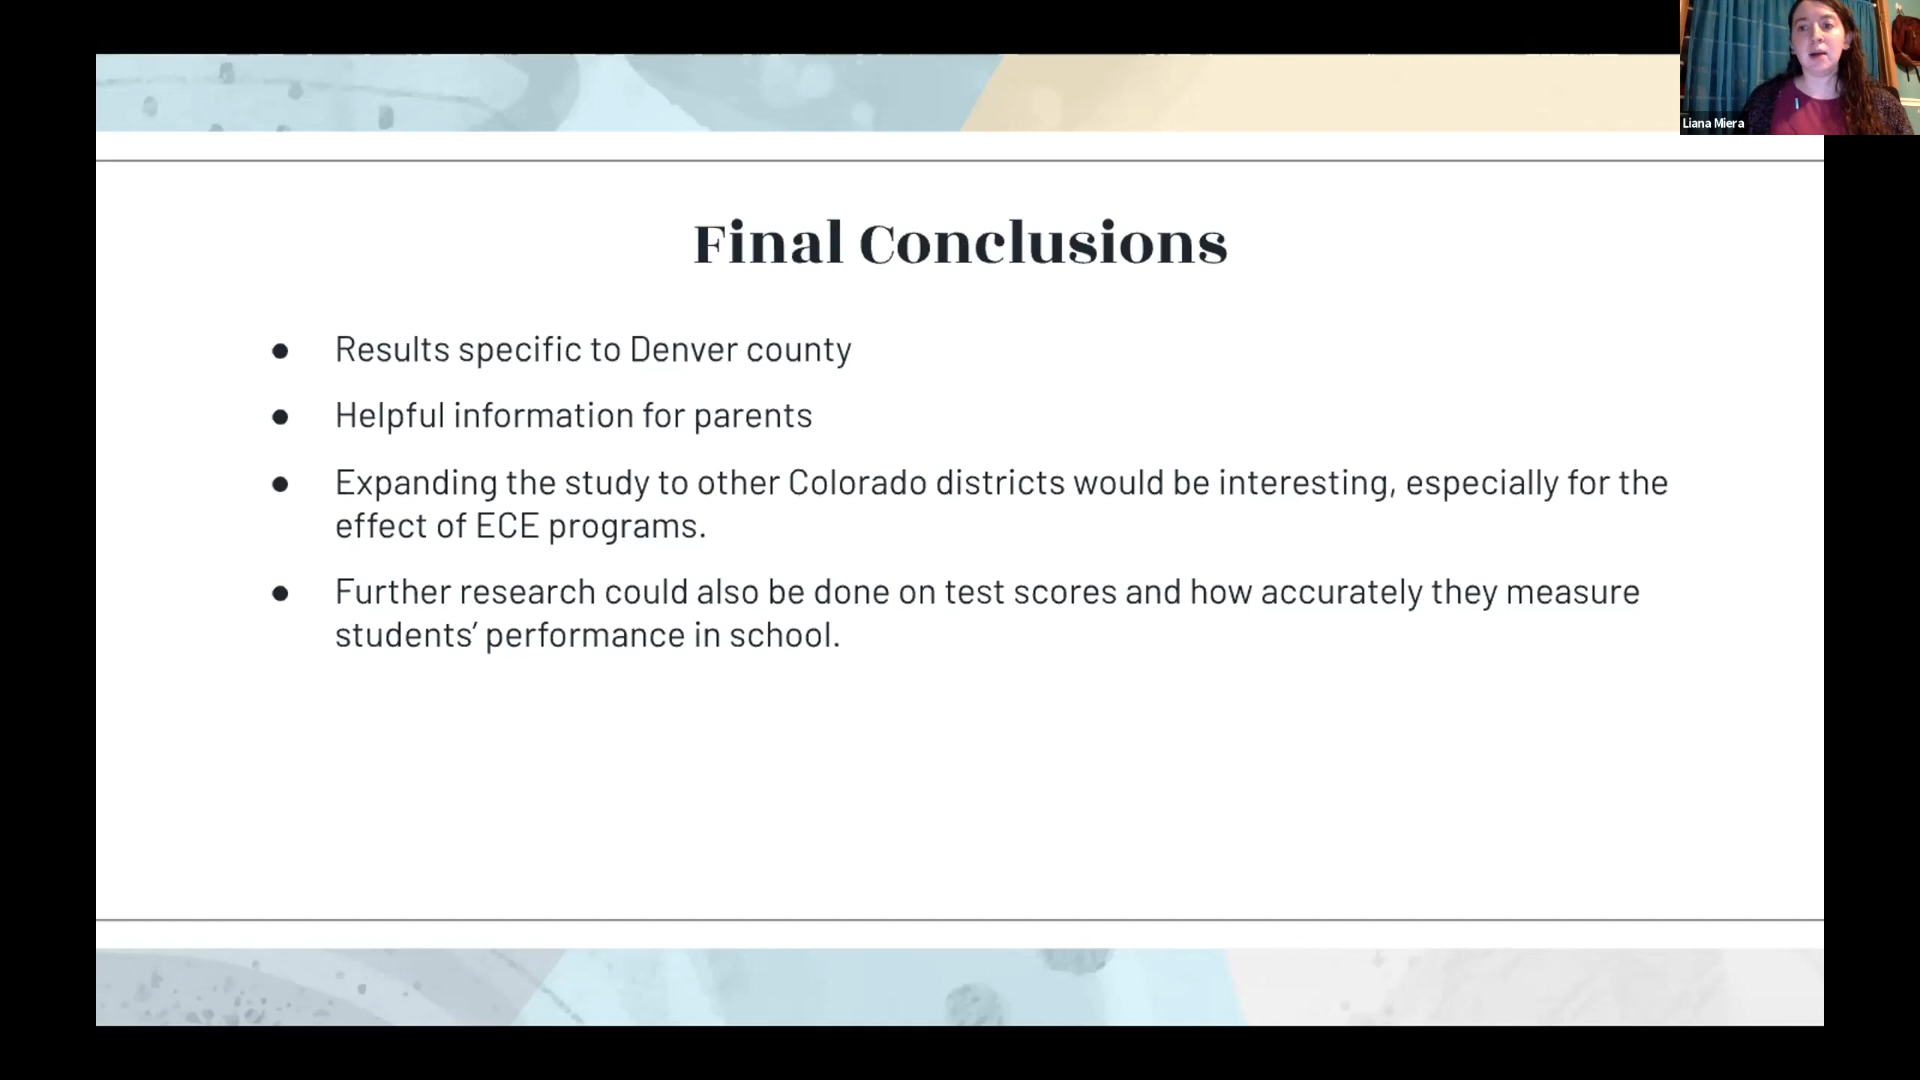 Liana Miera
Final Conclusions
● Results specific to Denver county
● Helpful information for parents
● Expanding the study to other Colorado districts would be interesting, especially for the
effect of ECE programs.
● Further research could also be done on test scores and how accurately they measure
students’ performance in school.